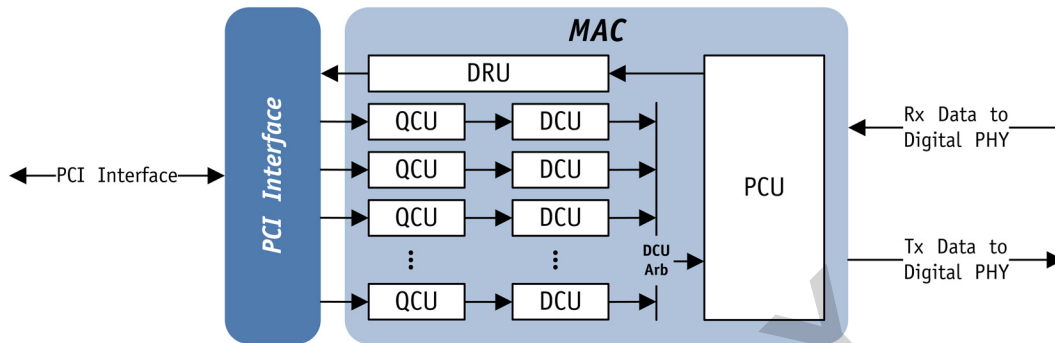 MAC
PCI Interface
PCI Interface
DRU
QCU
DCU
QCU
DCU
QCU
DCU
⋮
⋮
QCU
DCU
DCU
Arb
PCU
Rx Data to
Digital PHY
Tx Data to
Digital PHY